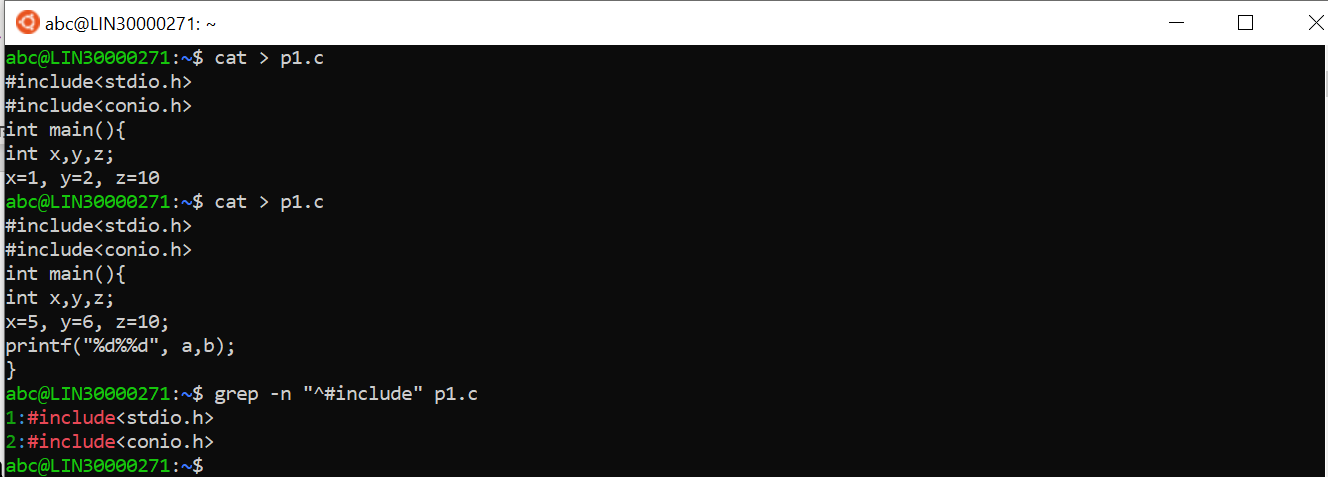 abc@LIN30000271: ~
abc@LIN30000271:~$ cat > p1.c
#include<stdio.h>
#include<conio.h>
int main(){
int x,y,z;
x=1, y=2, z=10
abc@LIN30000271:~$ cat > p1.c
#include<stdio.h>
#include<conio.h>
int main(){
int x,y,z;
x=5, y=6, z=10;
printf("%d%%d", a,b);
}
abc@LIN30000271:~$ grep -n "^#include" p1.c
1:#include<stdio.h>
2:#include<conio.h>
abc@LIN30000271:~$